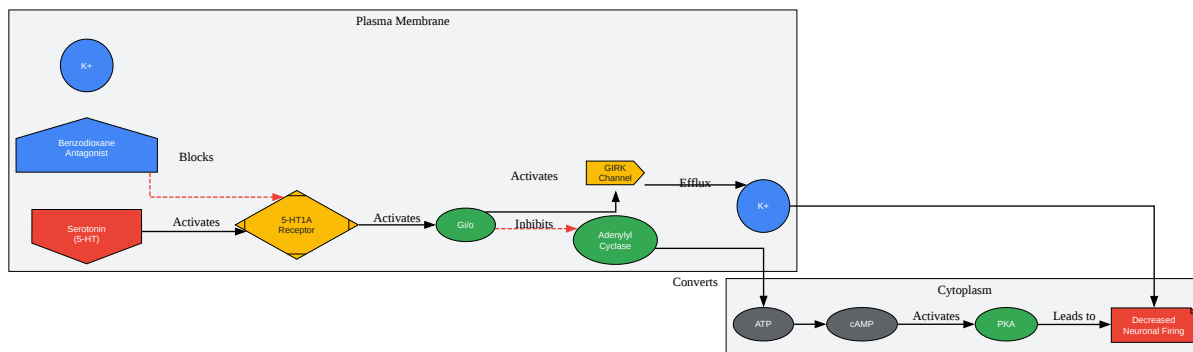 Plasma Membrane
K+
Benzodioxane
Antagonist
Blocks
Serotonin
(5-HT)
Activates
5-HT1A
Receptor
Activates
Gi/o
Activates
Inhibits
GIRK
Channel
Adenylyl
Cyclase
Efflux
K+
Converts
Cytoplasm
ATP
cAMP
Activates
PKA
Leads to
Decreased
Neuronal Firing